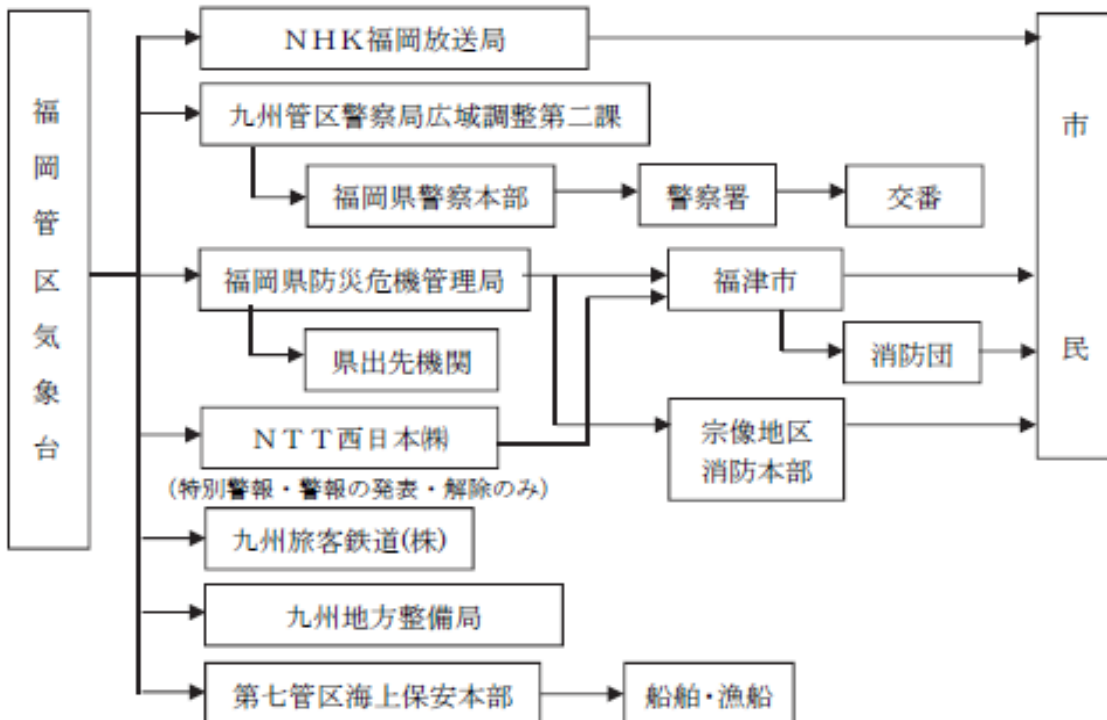 福岡管区気象台
NHK福岡放送局
九州管区警察局広域調整第二課
福岡県警察本部
警察署
交番
福岡県防災危機管理局
福津市
県出先機関
消防団
NTT西日本㈱
(特別警報・警報の発表・解除のみ)
宗像地区
消防本部
九州旅客鉄道(株)
九州地方整備局
第七管区海上保安本部
船舶・漁船
市民